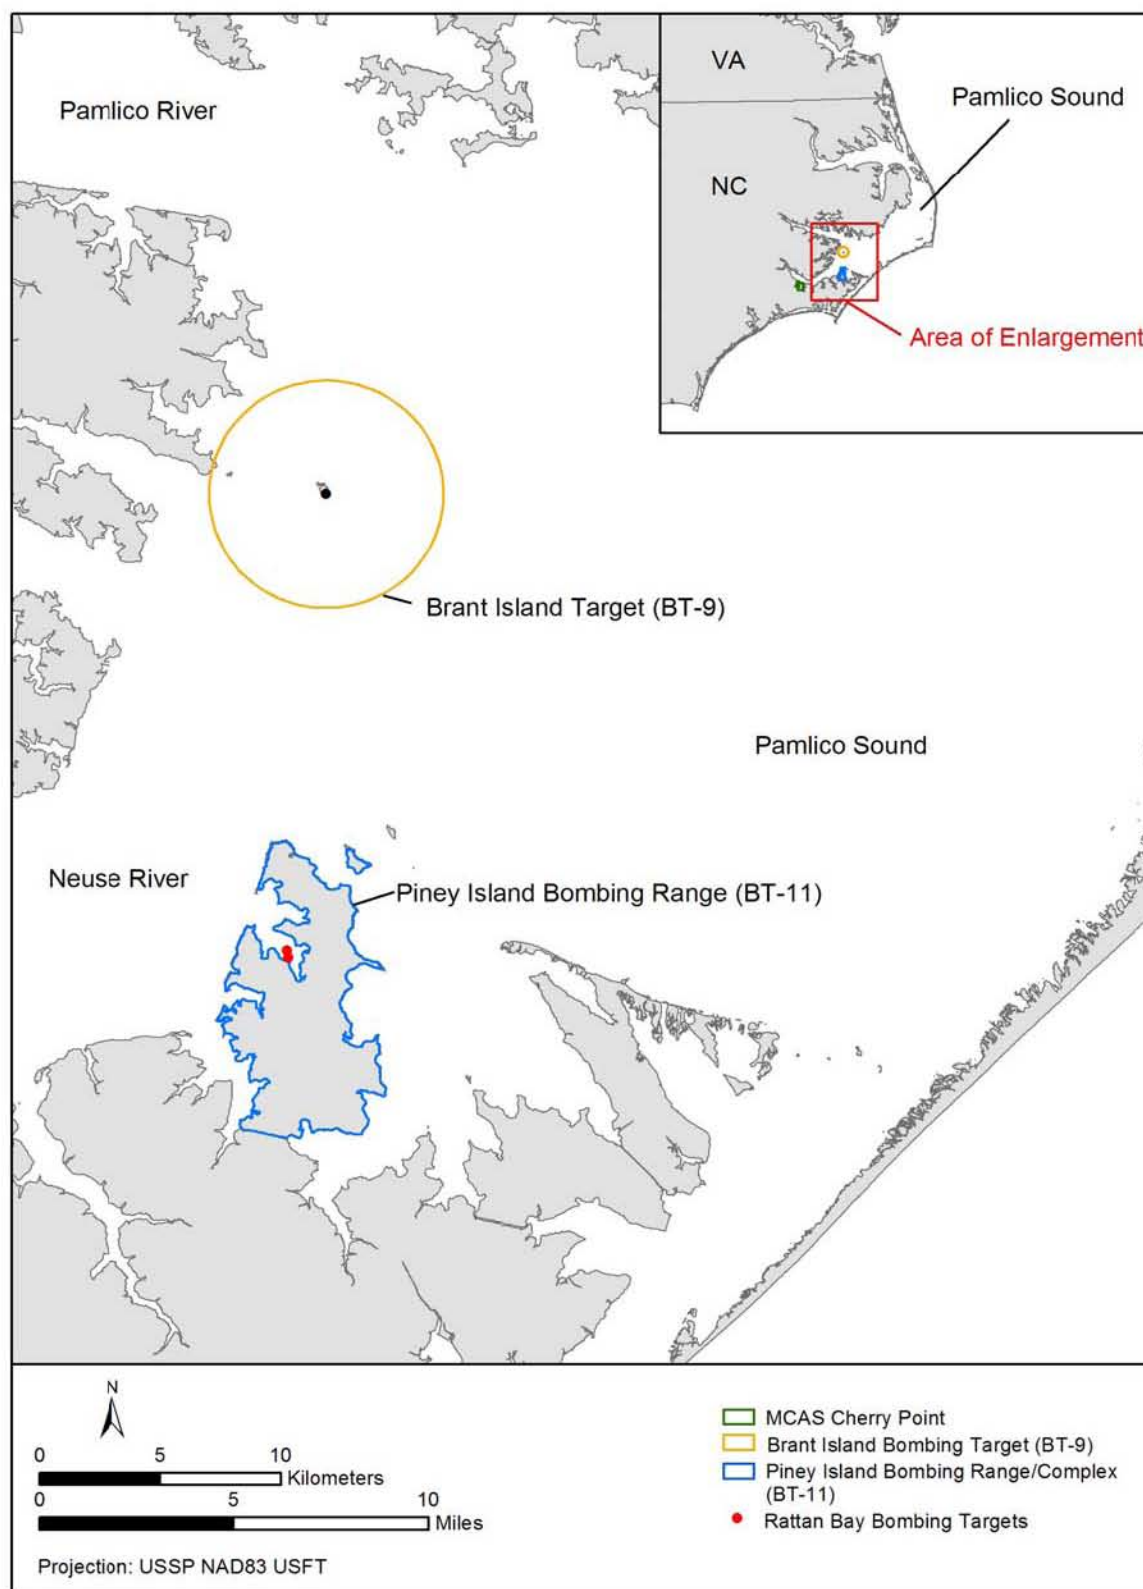 Pamlico River
VA
Pamlico Sound
NC
Area of Enlargement
Brant Island Target (BT-9)
Pamlico Sound
Neuse River
Piney Island Bombing Range (BT-11)
N
0 5 10
Kilometers
0 5 10
Miles
Projection: USSP NAD83 USFT
MCAS Cherry Point
Brant Island Bombing Target (BT-9)
Piney Island Bombing Range/Complex
(BT-11)
Rattan Bay Bombing Targets